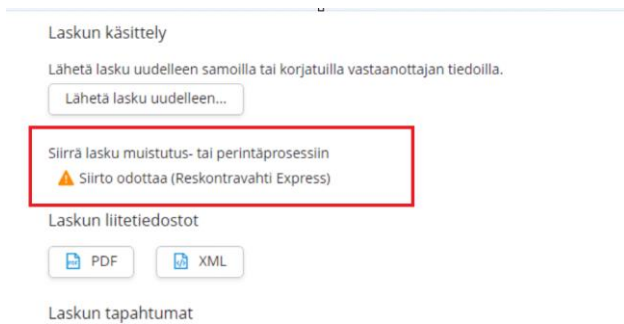 Laskun käsittely
Lähetä lasku uudelleen samoilla tai korjatuilla vastaanottajan tiedoilla.
Lähetä lasku uudelleen...
Siirrä lasku muistutus- tai perintäprosessiin
Siirto odottaa (Reskontravahti Express)
Laskun liitetiedostot
PDF XML
Laskun tapahtumat